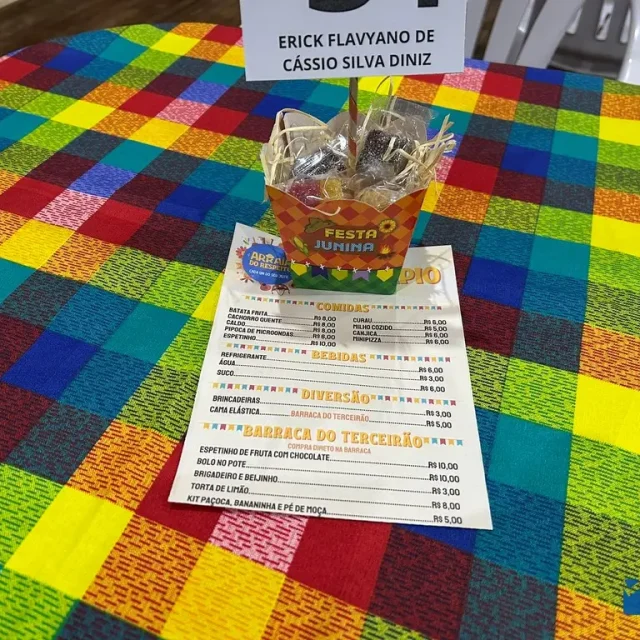 ERICK FLAVYANO DE
CÁSSIO SILVA DINIZ
FESTA
JUNINA
ARRAIÁ
DO RESPEITO
COMIDAS
BATATA FRITA R$ 8,00
CACHORRO QUENTE R$ 8,00
CALDO R$ 8,00
PIPOCA DE MICROONDAS R$ 6,00
ESPETINHO R$ 10,00
CURAU R$ 6,00
MILHO COZIDO R$ 5,00
CANJICA R$ 6,00
MINIPIZZA R$ 6,00
BEBIDAS
REFRIGERANTE R$ 6,00
ÁGUA R$ 3,00
SUCO R$ 6,00
DIVERSÃO
BRINCADEIRAS R$ 3,00
CAMA ELÁSTICA R$ 5,00
BARRACA DO TERCEIRÃO
BARRACA DO TERCEIRÃO
COMPRA DIRETO NA BARRACA
ESPETINHO DE FRUTA COM CHOCOLATE R$ 10,00
BOLO NO POTE R$ 10,00
BRIGADEIRO E BEIJINHO R$ 3,00
TORTA DE LIMÃO R$ 8,00
KIT PAÇOCA, BANANINHA E PÉ DE MOÇA R$ 5,00